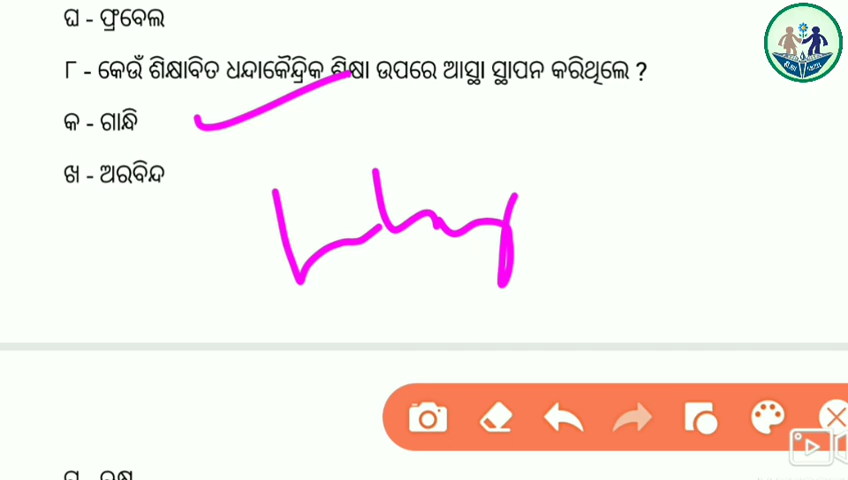 ଘ - ଫ୍ରବେଲ
୮ - କେଉଁ ଶିକ୍ଷାବିତ ଧନ୍ଦାକୈନ୍ଦ୍ରିକ ଶିକ୍ଷା ଉପରେ ଆସ୍ଥା ସ୍ଥାପନ କରିଥିଲେ ?
କ - ଗାନ୍ଧି
ଖ - ଅରବିନ୍ଦ